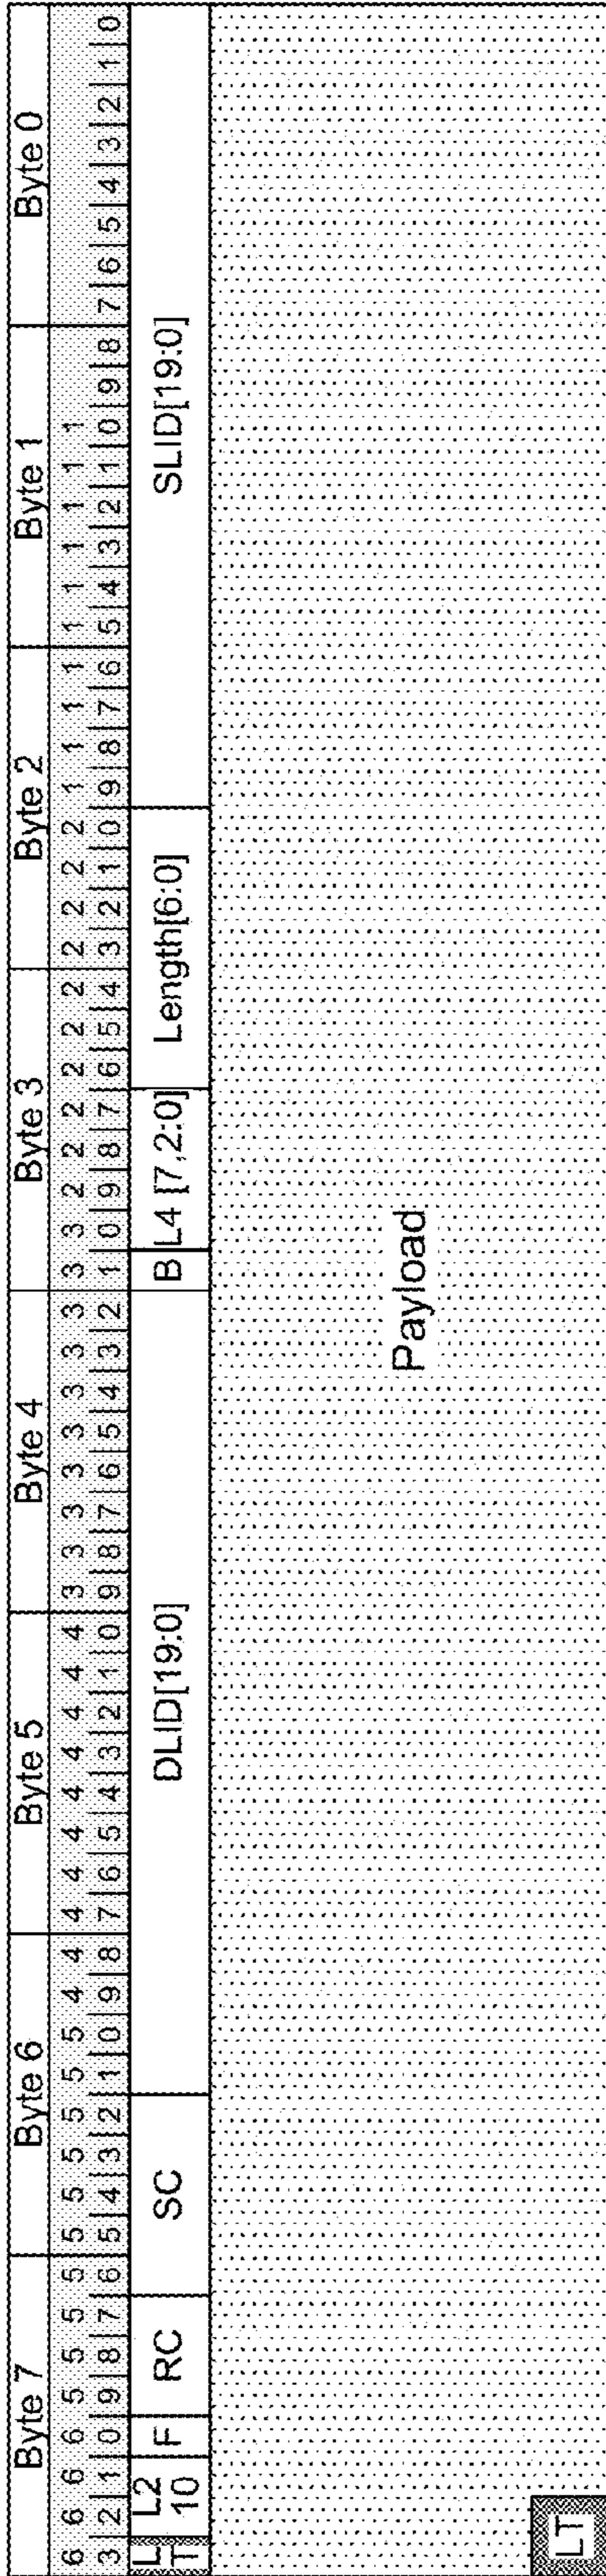 Byte 7 Byte 6 Byte 5 Byte 4 Byte 3 Byte 2 Byte 1 Byte 0
6 6 6 6 5 5 5 5 5 5 5 5 5 5 4 4 4 4 4 4 4 4 4 4 3 3 3 3 3 3 3 3 3 3 2 2 2 2 2 2 2 2 2 2 1 1 1 1 1 1 1 1 1 1
3 2 1 0 9 8 7 6 5 4 3 2 1 0 9 8 7 6 5 4 3 2 1 0 9 8 7 6 5 4 3 2 1 0 9 8 7 6 5 4 3 2 1 0 9 8 7 6 5 4 3 2 1 0 9 8 7 6 5 4 3 2 1 0
LT L2 10 F RC SC DLID[19:0] B L4 [7,2:0] Length[6:0] SLID[19:0]
Payload
LT